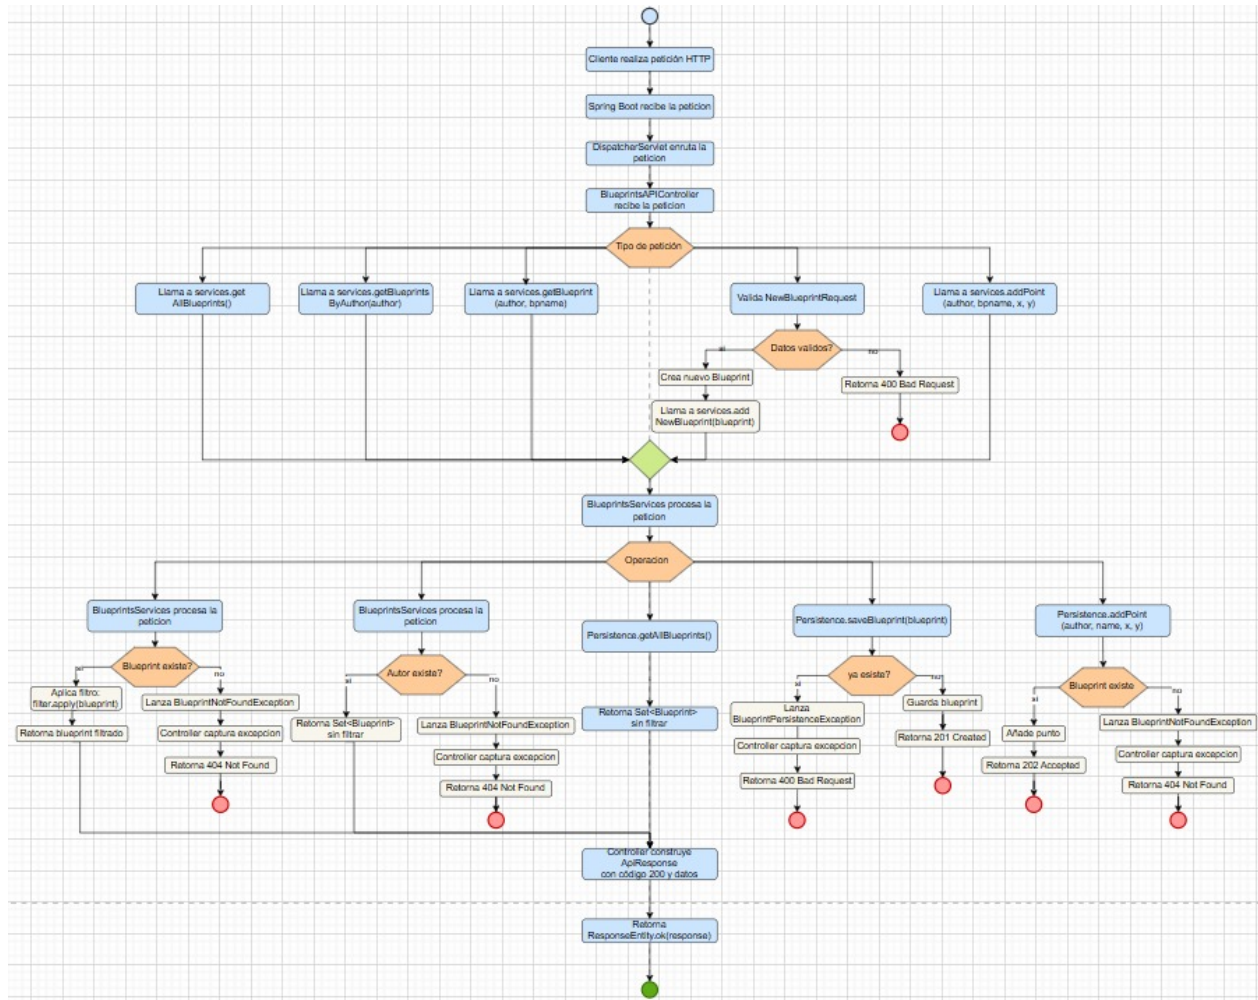 Cliente realiza petición HTTP
Spring Boot recibe la peticion
DispatcherServlet enruta la
peticion
BlueprintsAPIController
recibe la peticion
Tipo de petición
Llama a services.get
AllBlueprints()
Llama a services.getBlueprints
ByAuthor(author)
Llama a services.getBlueprint
(author, bpname)
Valida NewBlueprintRequest
Llama a services.addPoint
(author, bpname, x, y)
Datos validos?
si
no
Crea nuevo Blueprint
Retorna 400 Bad Request
Llama a services.add
NewBlueprint(blueprint)
BlueprintsServices procesa la
peticion
Operacion
BlueprintsServices procesa la
peticion
BlueprintsServices procesa la
peticion
Persistence.getAllBlueprints()
Persistence.saveBlueprint(blueprint)
Persistence.addPoint
(author, name, x, y)
Blueprint existe?
si
no
Aplica filtro:
filter.apply(blueprint)
Retorna blueprint filtrado
Lanza BlueprintNotFoundException
Controller captura excepcion
Retorna 404 Not Found
Autor existe?
si
no
Retorna Set<Blueprint>
sin filtrar
Lanza BlueprintNotFoundException
Controller captura excepcion
Retorna 404 Not Found
Retorna Set<Blueprint>
sin filtrar
ya esiste?
si
no
Lanza
BlueprintPersistenceException
Controller captura excepcion
Retorna 400 Bad Request
Guarda blueprint
Retorna 201 Created
Blueprint existe
si
no
Añade punto
Retorna 202 Accepted
Lanza BlueprintNotFoundException
Controller captura excepcion
Retorna 404 Not Found
Controller construye
ApiResponse
con código 200 y datos
Retorna
ResponseEntity.ok(response)